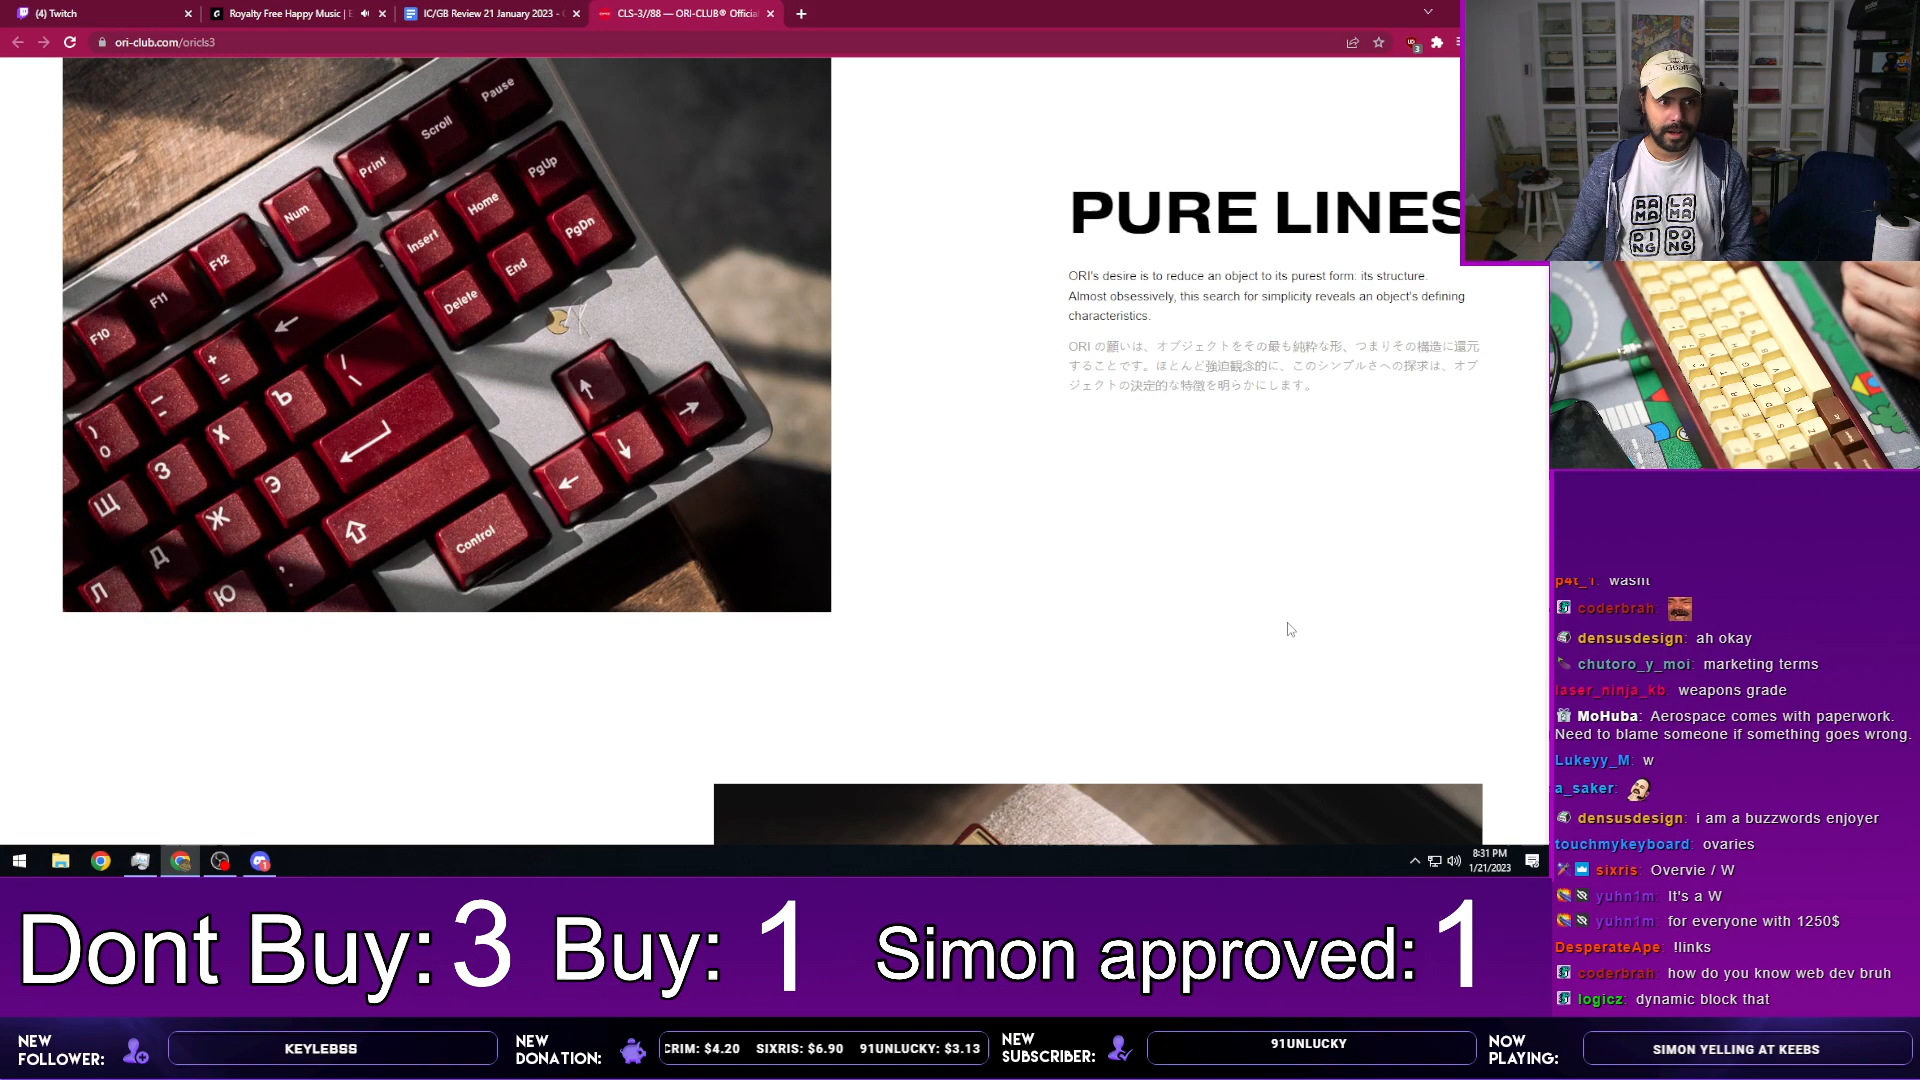 (4) Twitch
Royalty Free Happy Music | E
IC/GB Review 21 January 2023 -
CLS-3//88 — ORI-CLUB® Officia
ori-club.com/oricls3
3
PURE LINES
ORI's desire is to reduce an object to its purest form: its structure.
Almost obsessively, this search for simplicity reveals an object's defining
characteristics.
ORI の願いは、オブジェクトをその最も純粋な形、つまりその構造に還元
することです。ほとんど強迫観念的に、このシンプルさへの探求は、オブ
ジェクトの決定的な特徴を明らかにします。
Pause
Scroll
Print
Num
F12
F11
F10
PgUp
Home
Insert
PgDn
End
Delete
+
=
_
-
)
0
Ъ
Х
З
Щ
Э
Ж
Д
Л
Ю
Control
RAMA LAMA
DING DONG
p4t_1: wasnt
coderbrah:
densusdesign: ah okay
chutoro_y_moi: marketing terms
laser_ninja_kb: weapons grade
MoHuba: Aerospace comes with paperwork.
Need to blame someone if something goes wrong.
Lukeyy_M: w
a_saker:
densusdesign: i am a buzzwords enjoyer
touchmykeyboard: ovaries
sixris: Overvie / W
yuhn1m: It's a W
yuhn1m: for everyone with 1250$
DesperateApe: !links
coderbrah: how do you know web dev bruh
logicz: dynamic block that
8:31 PM
1/21/2023
Dont Buy: 3 Buy: 1 Simon approved: 1
NEW
FOLLOWER:
KEYLEBSS
NEW
DONATION:
CRIM: $4.20 SIXRIS: $6.90 91UNLUCKY: $3.13
NEW
SUBSCRIBER:
91UNLUCKY
NOW
PLAYING:
SIMON YELLING AT KEEBS